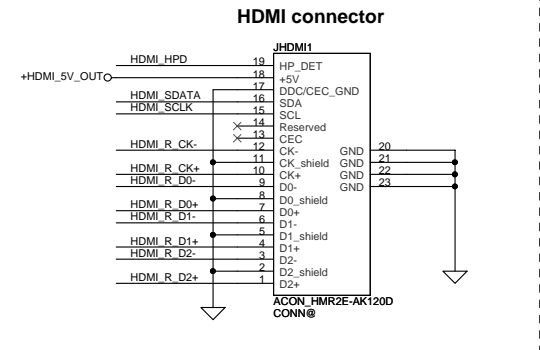 HDMI connector
JHDMI1
HDMI_HPD 19 HP_DET
+HDMI_5V_OUT 18 +5V
17 DDC/CEC_GND
HDMI_SDATA 16 SDA
HDMI_SCLK 15 SCL
14 Reserved
13 CEC
HDMI_R_CK- 12 CK- GND 20
11 CK_shield GND 21
HDMI_R_CK+ 10 CK+ GND 22
HDMI_R_D0- 9 D0- GND 23
8 D0_shield
HDMI_R_D0+ 7 D0+
HDMI_R_D1- 6 D1-
5 D1_shield
HDMI_R_D1+ 4 D1+
HDMI_R_D2- 3 D2-
2 D2_shield
HDMI_R_D2+ 1 D2+
ACON_HMR2E-AK120D
CONN@